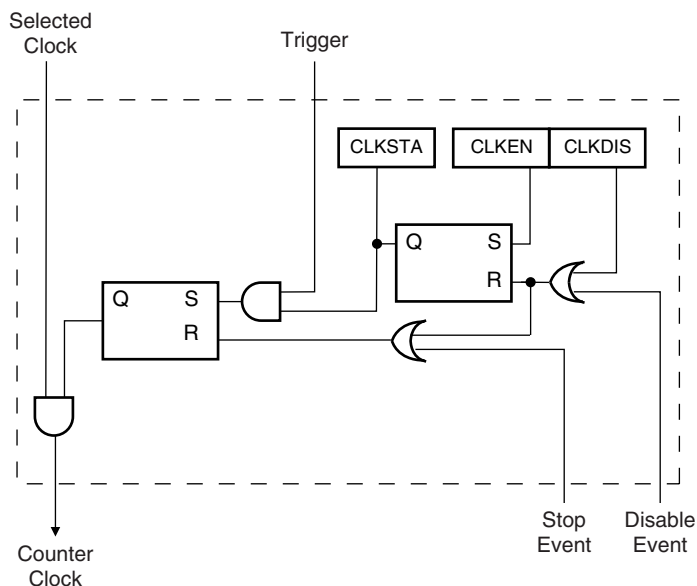 Selected
Clock
Trigger
CLKSTA
CLKEN
CLKDIS
Q
S
R
Q
S
R
Stop
Event
Disable
Event
Counter
Clock